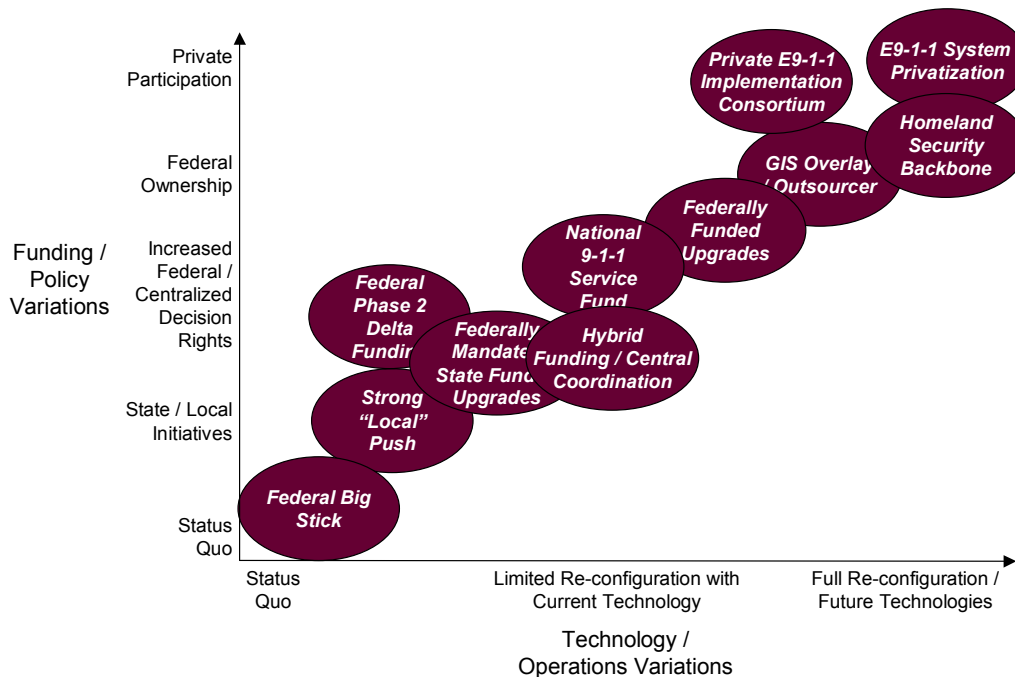 Private
Participation
Federal
Ownership
Funding /
Policy
Variations
Increased
Federal /
Centralized
Decision
Rights
State / Local
Initiatives
Status
Quo
Private E9-1-1
Implementation
Consortium
E9-1-1 System
Privatization
Homeland
Security
Backbone
GIS Overlay
/ Outsourcer
Federally
Funded
Upgrades
National
9-1-1
Service
Fund
Federal
Phase 2
Delta
Fundin
Federally
Mandate
State Fund
Upgrades
Hybrid
Funding / Central
Coordination
Strong
“Local”
Push
Federal Big
Stick
Status
Quo
Limited Re-configuration with
Current Technology
Full Re-configuration /
Future Technologies
Technology /
Operations Variations